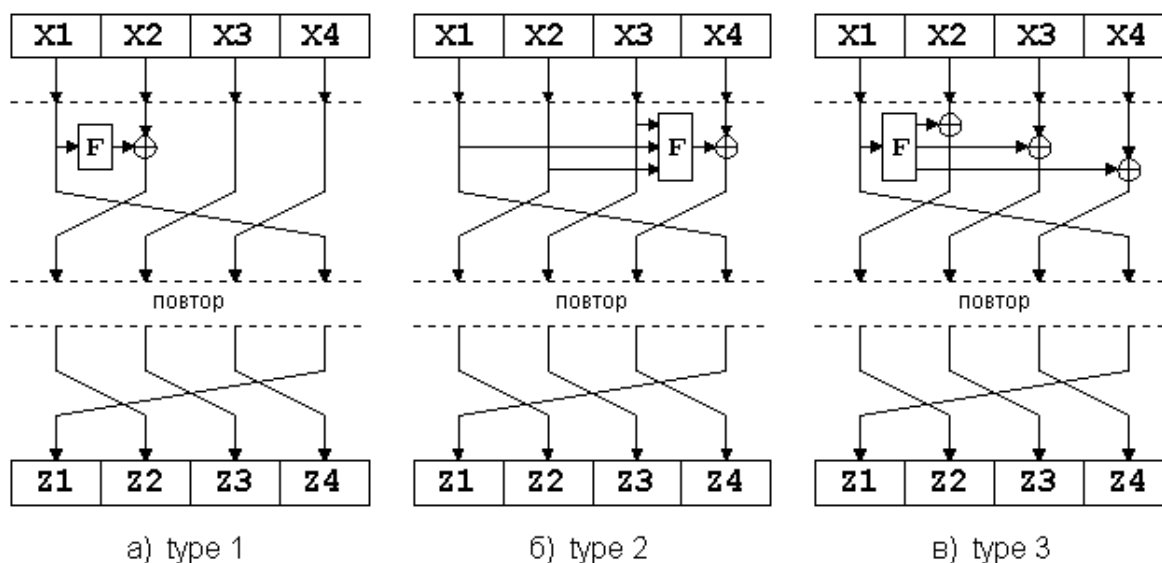 X1 X2 X3 X4 X1 X2 X3 X4 X1 X2 X3 X4
F F F
повтор повтор повтор
Z1 Z2 Z3 Z4 Z1 Z2 Z3 Z4 Z1 Z2 Z3 Z4
а) type 1 б) type 2 в) type 3